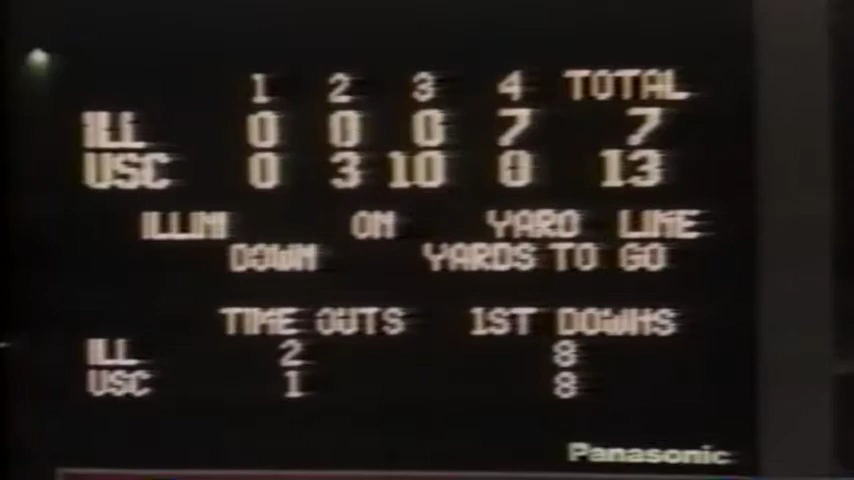 1 2 3 4 TOTAL
ILL 0 0 0 7 7
USC 0 3 10 0 13
ILLINI ON YARD LINE
DOWN YARDS TO GO
TIME OUTS 1ST DOWNS
ILL 2 8
USC 1 8
Panasonic